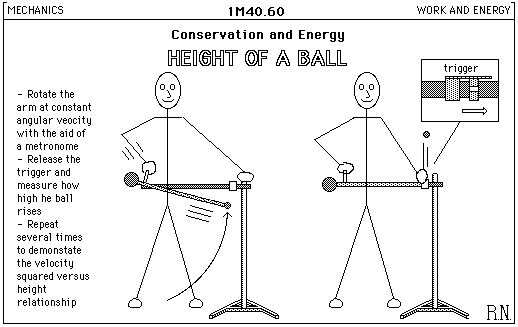 MECHANICS
1M40.60
WORK AND ENERGY
Conservation and Energy
HEIGHT OF A BALL
trigger
- Rotate the
arm at constant
angular veocity
with the aid of
a metronome
- Release the
trigger and
measure how
high he ball
rises
- Repeat
several times
to demonstate
the velocity
squared versus
height
relationship
R.N.